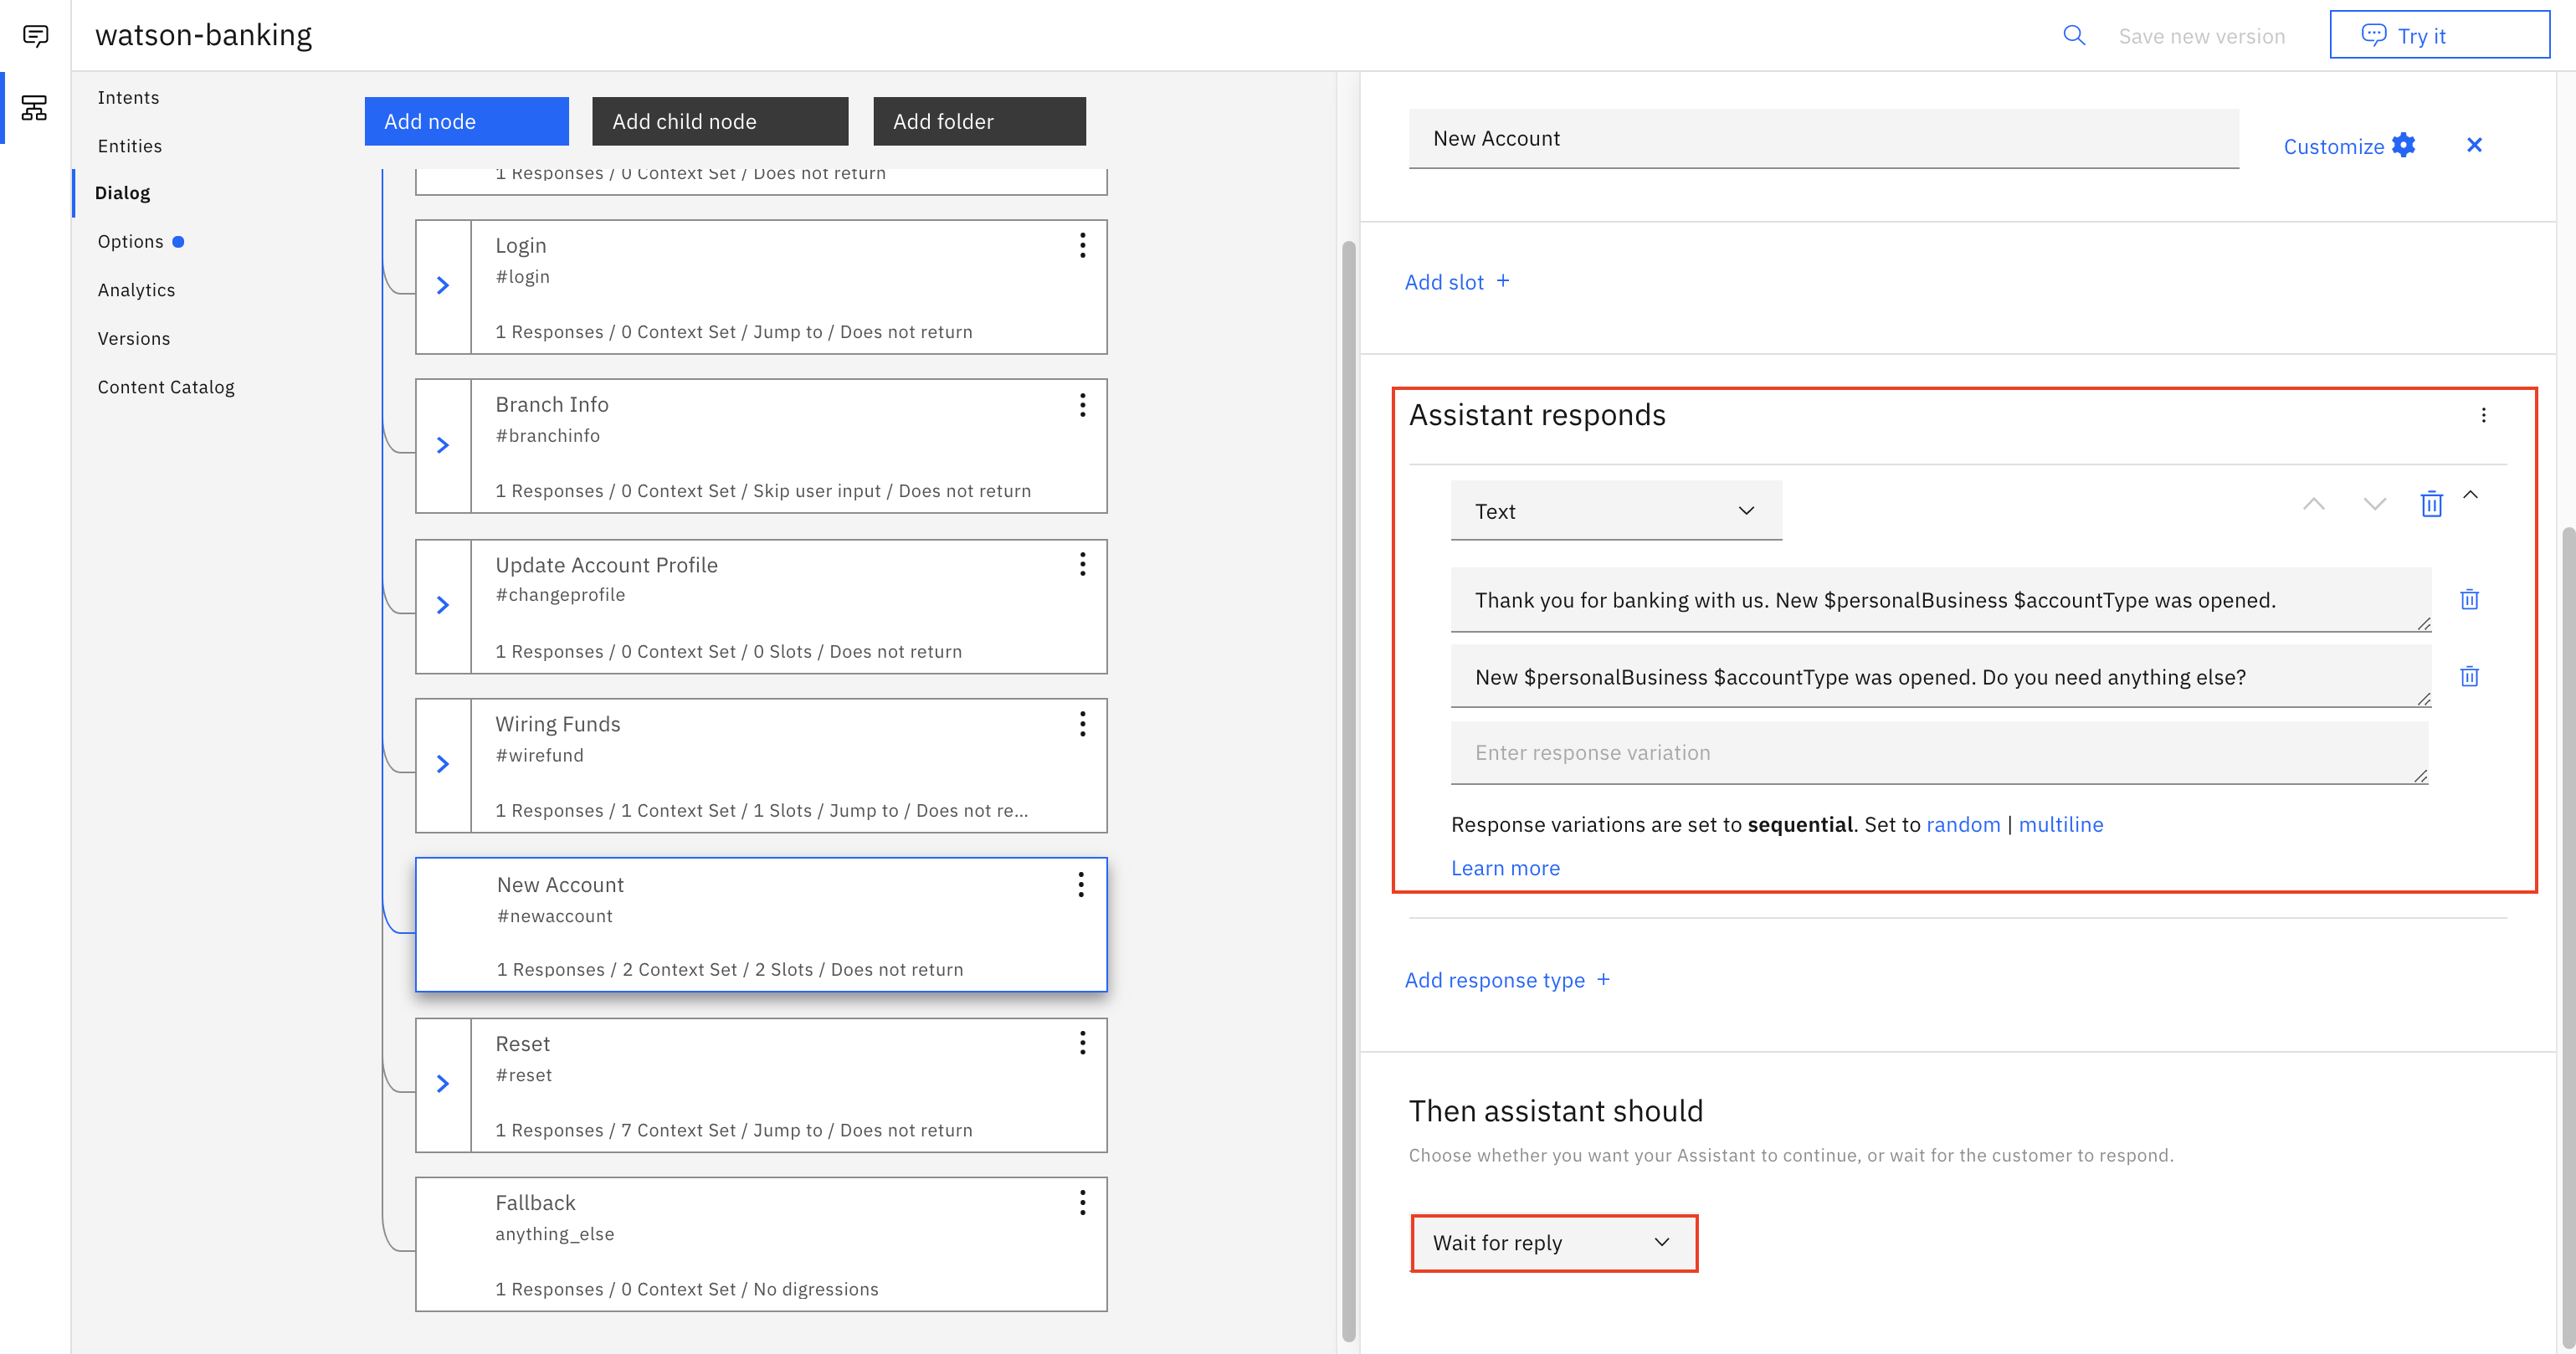 watson-banking
Save new version
Try it
Intents
Entities
Dialog
Options
Analytics
Versions
Content Catalog
Add node
Add child node
Add folder
1 Responses / 0 Context Set / Does not return
Login
#login
1 Responses / 0 Context Set / Jump to / Does not return
Branch Info
#branchinfo
1 Responses / 0 Context Set / Skip user input / Does not return
Update Account Profile
#changeprofile
1 Responses / 0 Context Set / 0 Slots / Does not return
Wiring Funds
#wirefund
1 Responses / 1 Context Set / 1 Slots / Jump to / Does not re...
New Account
#newaccount
1 Responses / 2 Context Set / 2 Slots / Does not return
Reset
#reset
1 Responses / 7 Context Set / Jump to / Does not return
Fallback
anything_else
1 Responses / 0 Context Set / No digressions
New Account
Customize
Add slot +
Assistant responds
Text
Thank you for banking with us. New $personalBusiness $accountType was opened.
New $personalBusiness $accountType was opened. Do you need anything else?
Enter response variation
Response variations are set to sequential. Set to random | multiline
Learn more
Add response type +
Then assistant should
Choose whether you want your Assistant to continue, or wait for the customer to respond.
Wait for reply